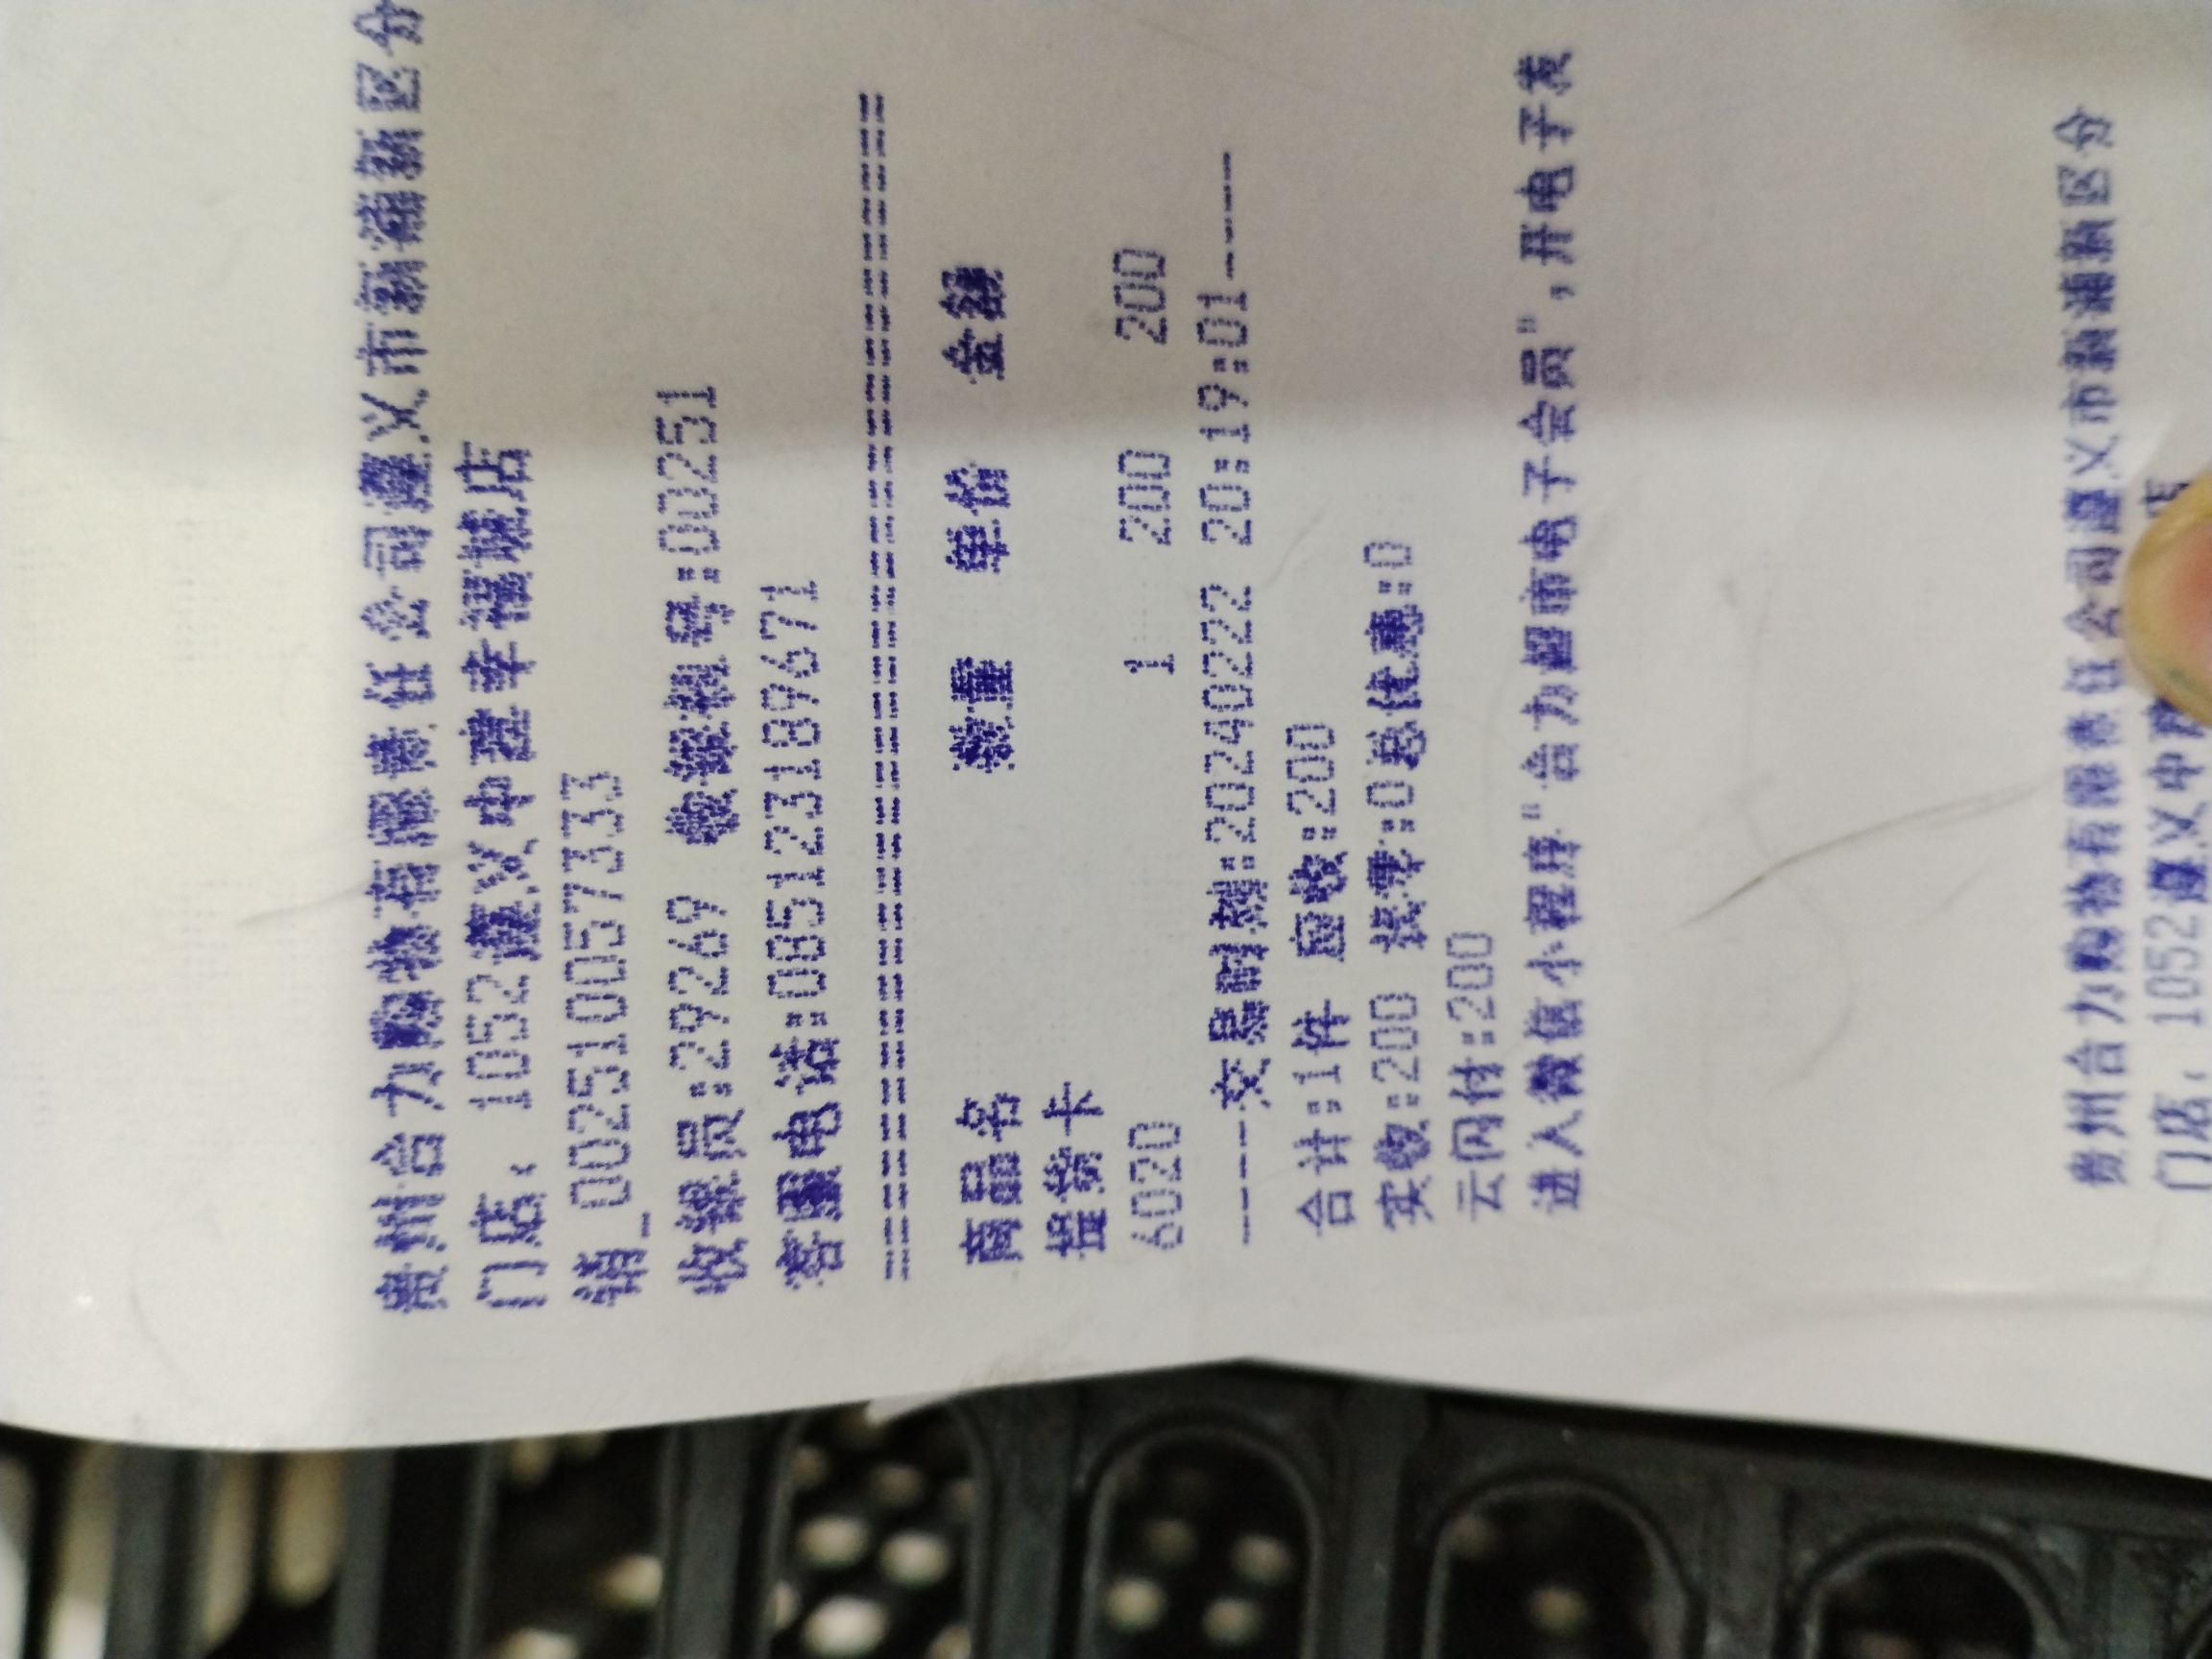 贵州合力购物有限责任公司遵义市新浦新区分
门店: 1052遵义中建幸福城店
销_002510057333
收银员:29269 收银机号:00251
客服电话:085123189671
================================
商品名 数量 单价 金额
提货卡
6020 1 200 200
----交易时刻:20240222 20:19:01----
合计:1件 应收:200
实收:200 找零:0总优惠:0
云闪付:200
进入微信小程序"合力超市电子会员",开电子发
贵州合力购物有限责任公司遵义市新浦新区分
门店: 1052遵义中建 店